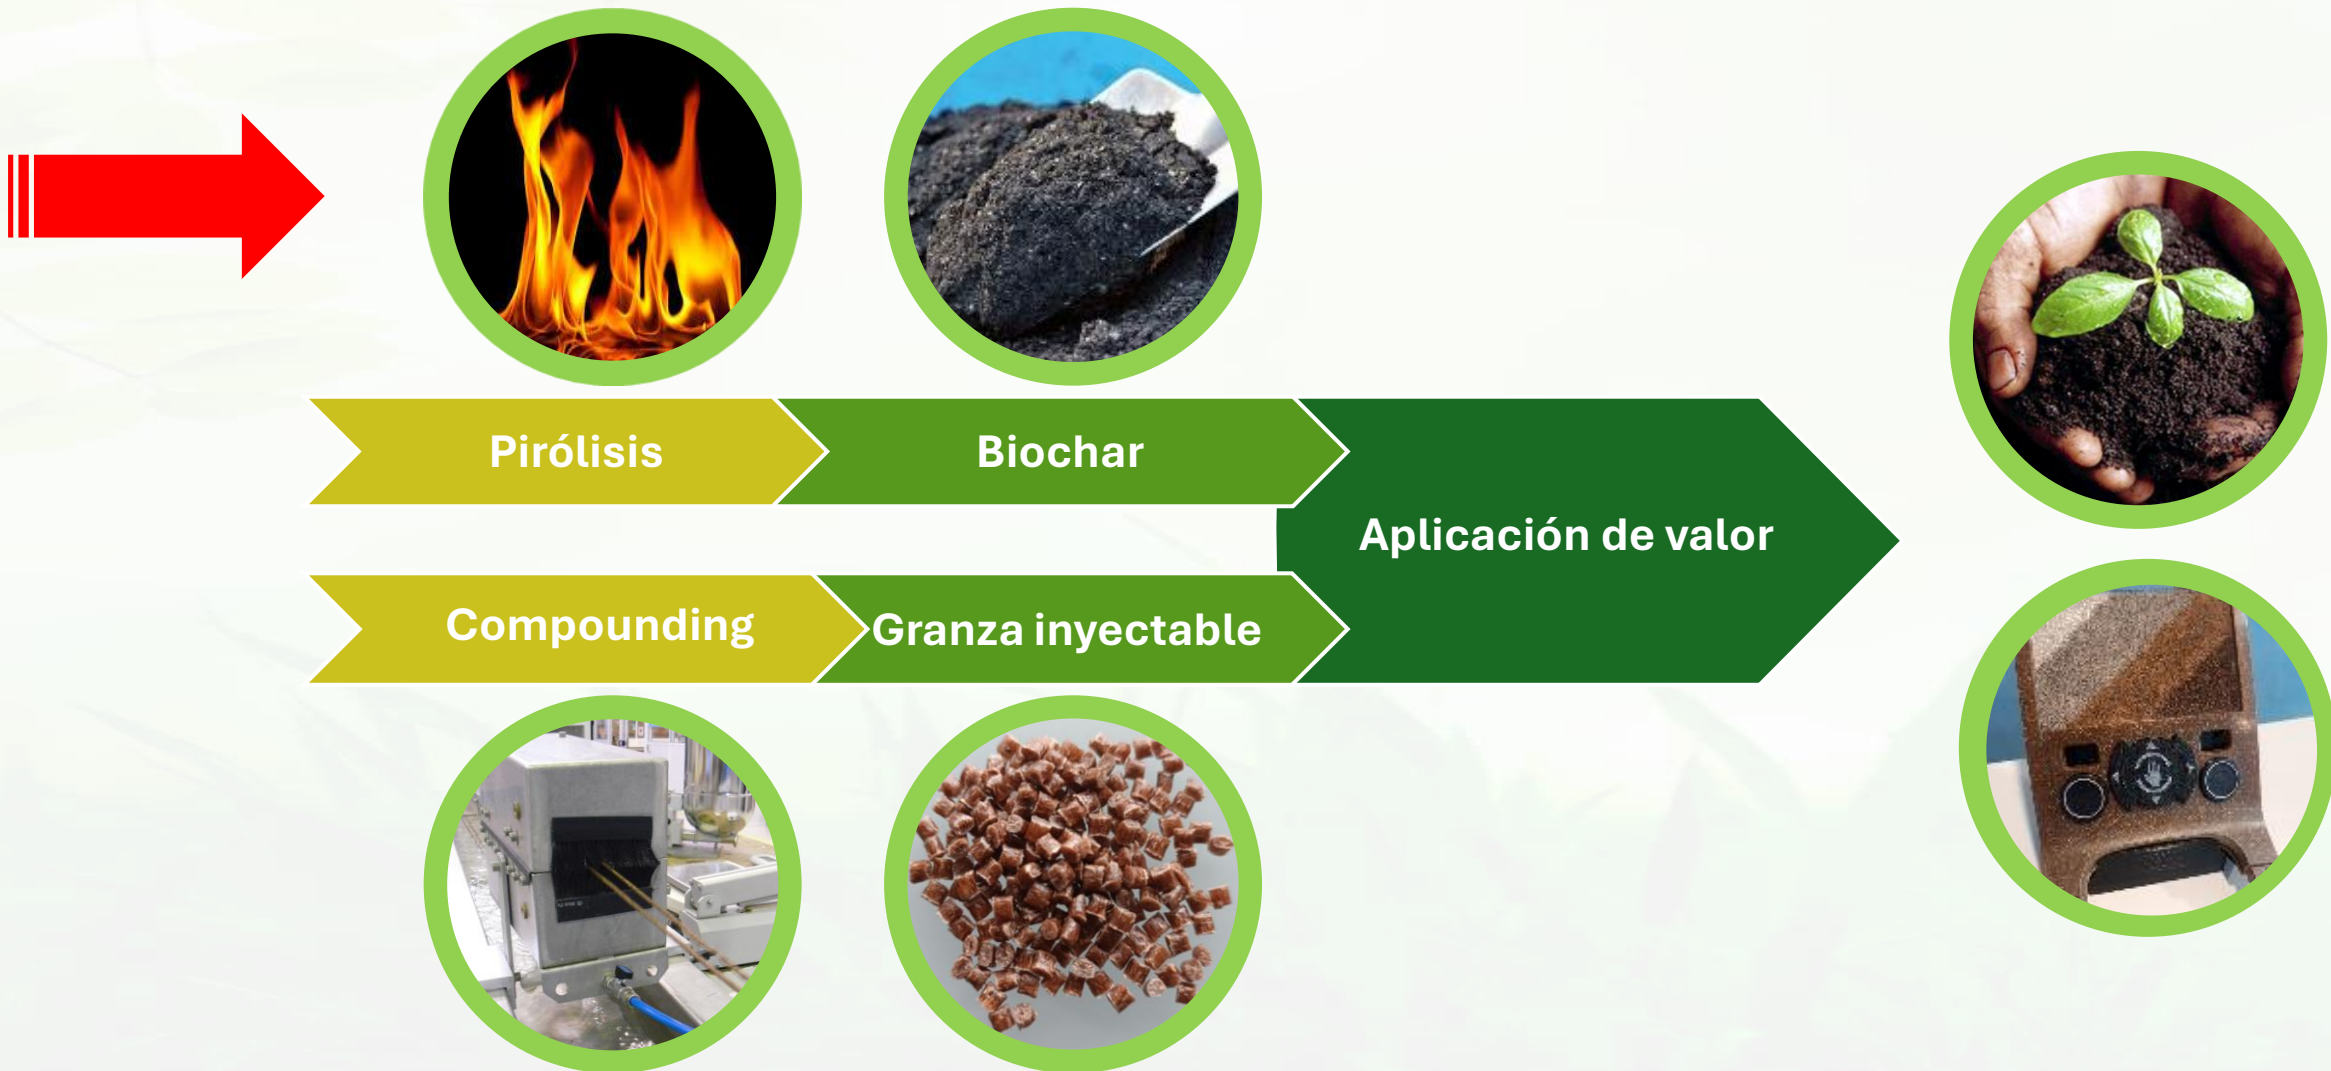 Pirólisis
Biochar
Aplicación de valor
Compounding
Granza inyectable